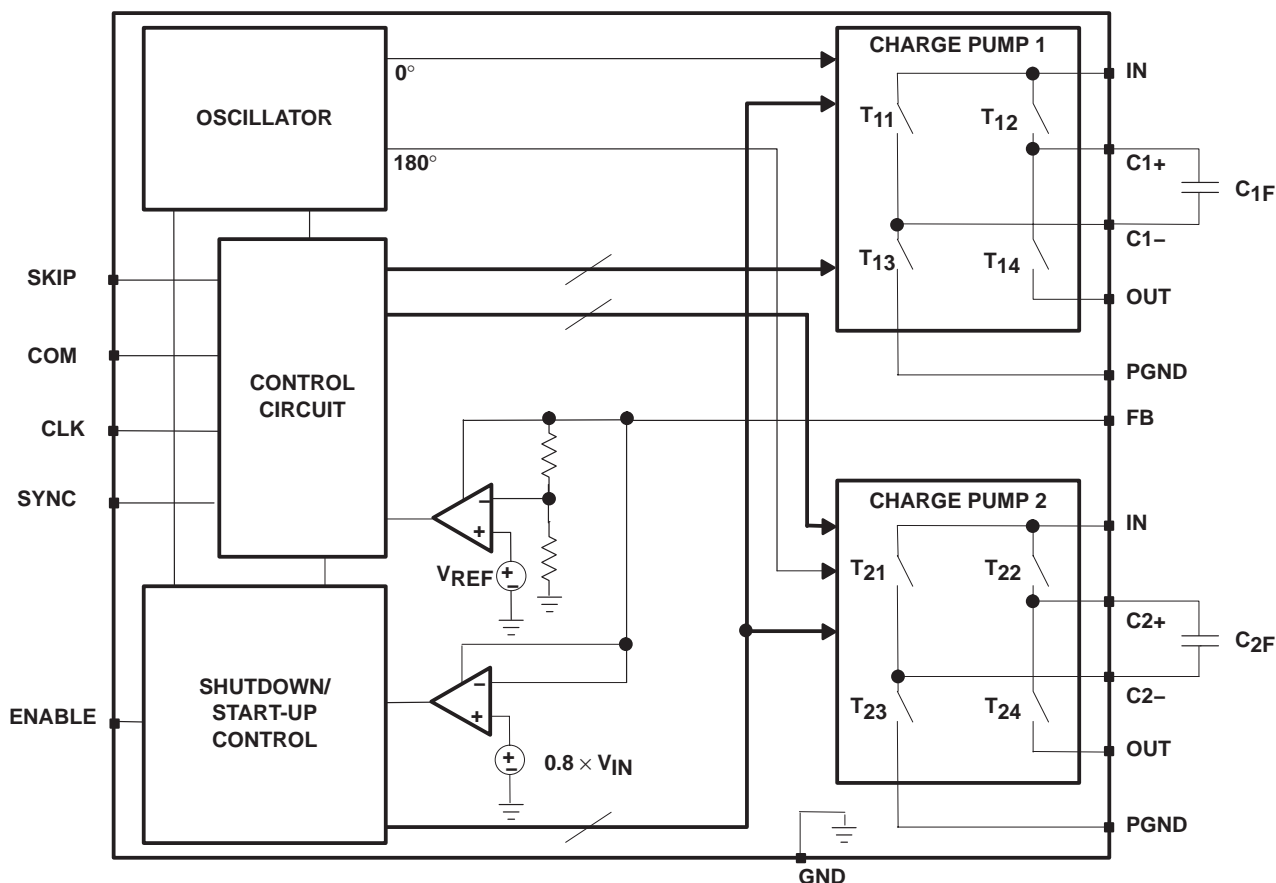 CHARGE PUMP 1
0°
IN
OSCILLATOR
T11
T12
180°
C1+
C1F
C1−
T13
T14
SKIP
OUT
COM
PGND
CONTROL
CIRCUIT
FB
CLK
SYNC
CHARGE PUMP 2
−
+
IN
VREF
+
−
T21
T22
C2+
C2F
SHUTDOWN/
START-UP
CONTROL
−
+
C2−
ENABLE
T23
T24
OUT
+
−
0.8 × VIN
PGND
GND